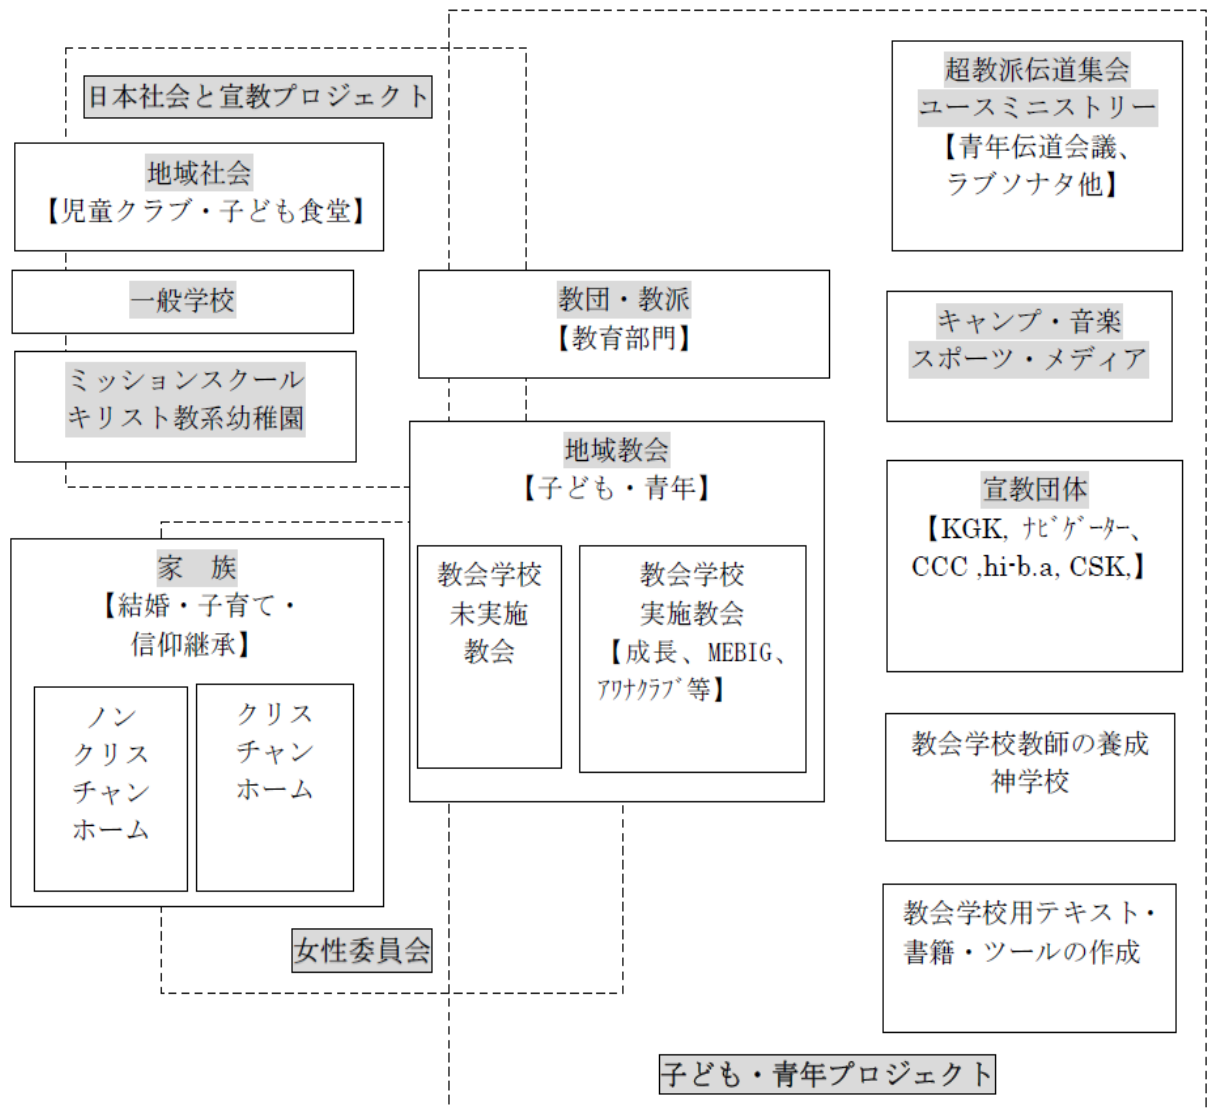 日本社会と宣教プロジェクト
地域社会
【児童クラブ・子ども食堂】
一般学校
ミッションスクール
キリスト教系幼稚園
教団・教派
【教育部門】
地域教会
【子ども・青年】
教会学校
未実施
教会
教会学校
実施教会
【成長、MEBIG、
ｱﾜﾅｸﾗﾌﾞ等】
家　族
【結婚・子育て・
信仰継承】
ノン
クリス
チャン
ホーム
クリス
チャン
ホーム
女性委員会
超教派伝道集会
ユースミニストリー
【青年伝道会議、
ラブソナタ他】
キャンプ・音楽
スポーツ・メディア
宣教団体
【KGK, ﾅﾋﾞｹﾞｰﾀｰ、
CCC ,hi-b.a, CSK,】
教会学校教師の養成
神学校
教会学校用テキスト・
書籍・ツールの作成
子ども・青年プロジェクト